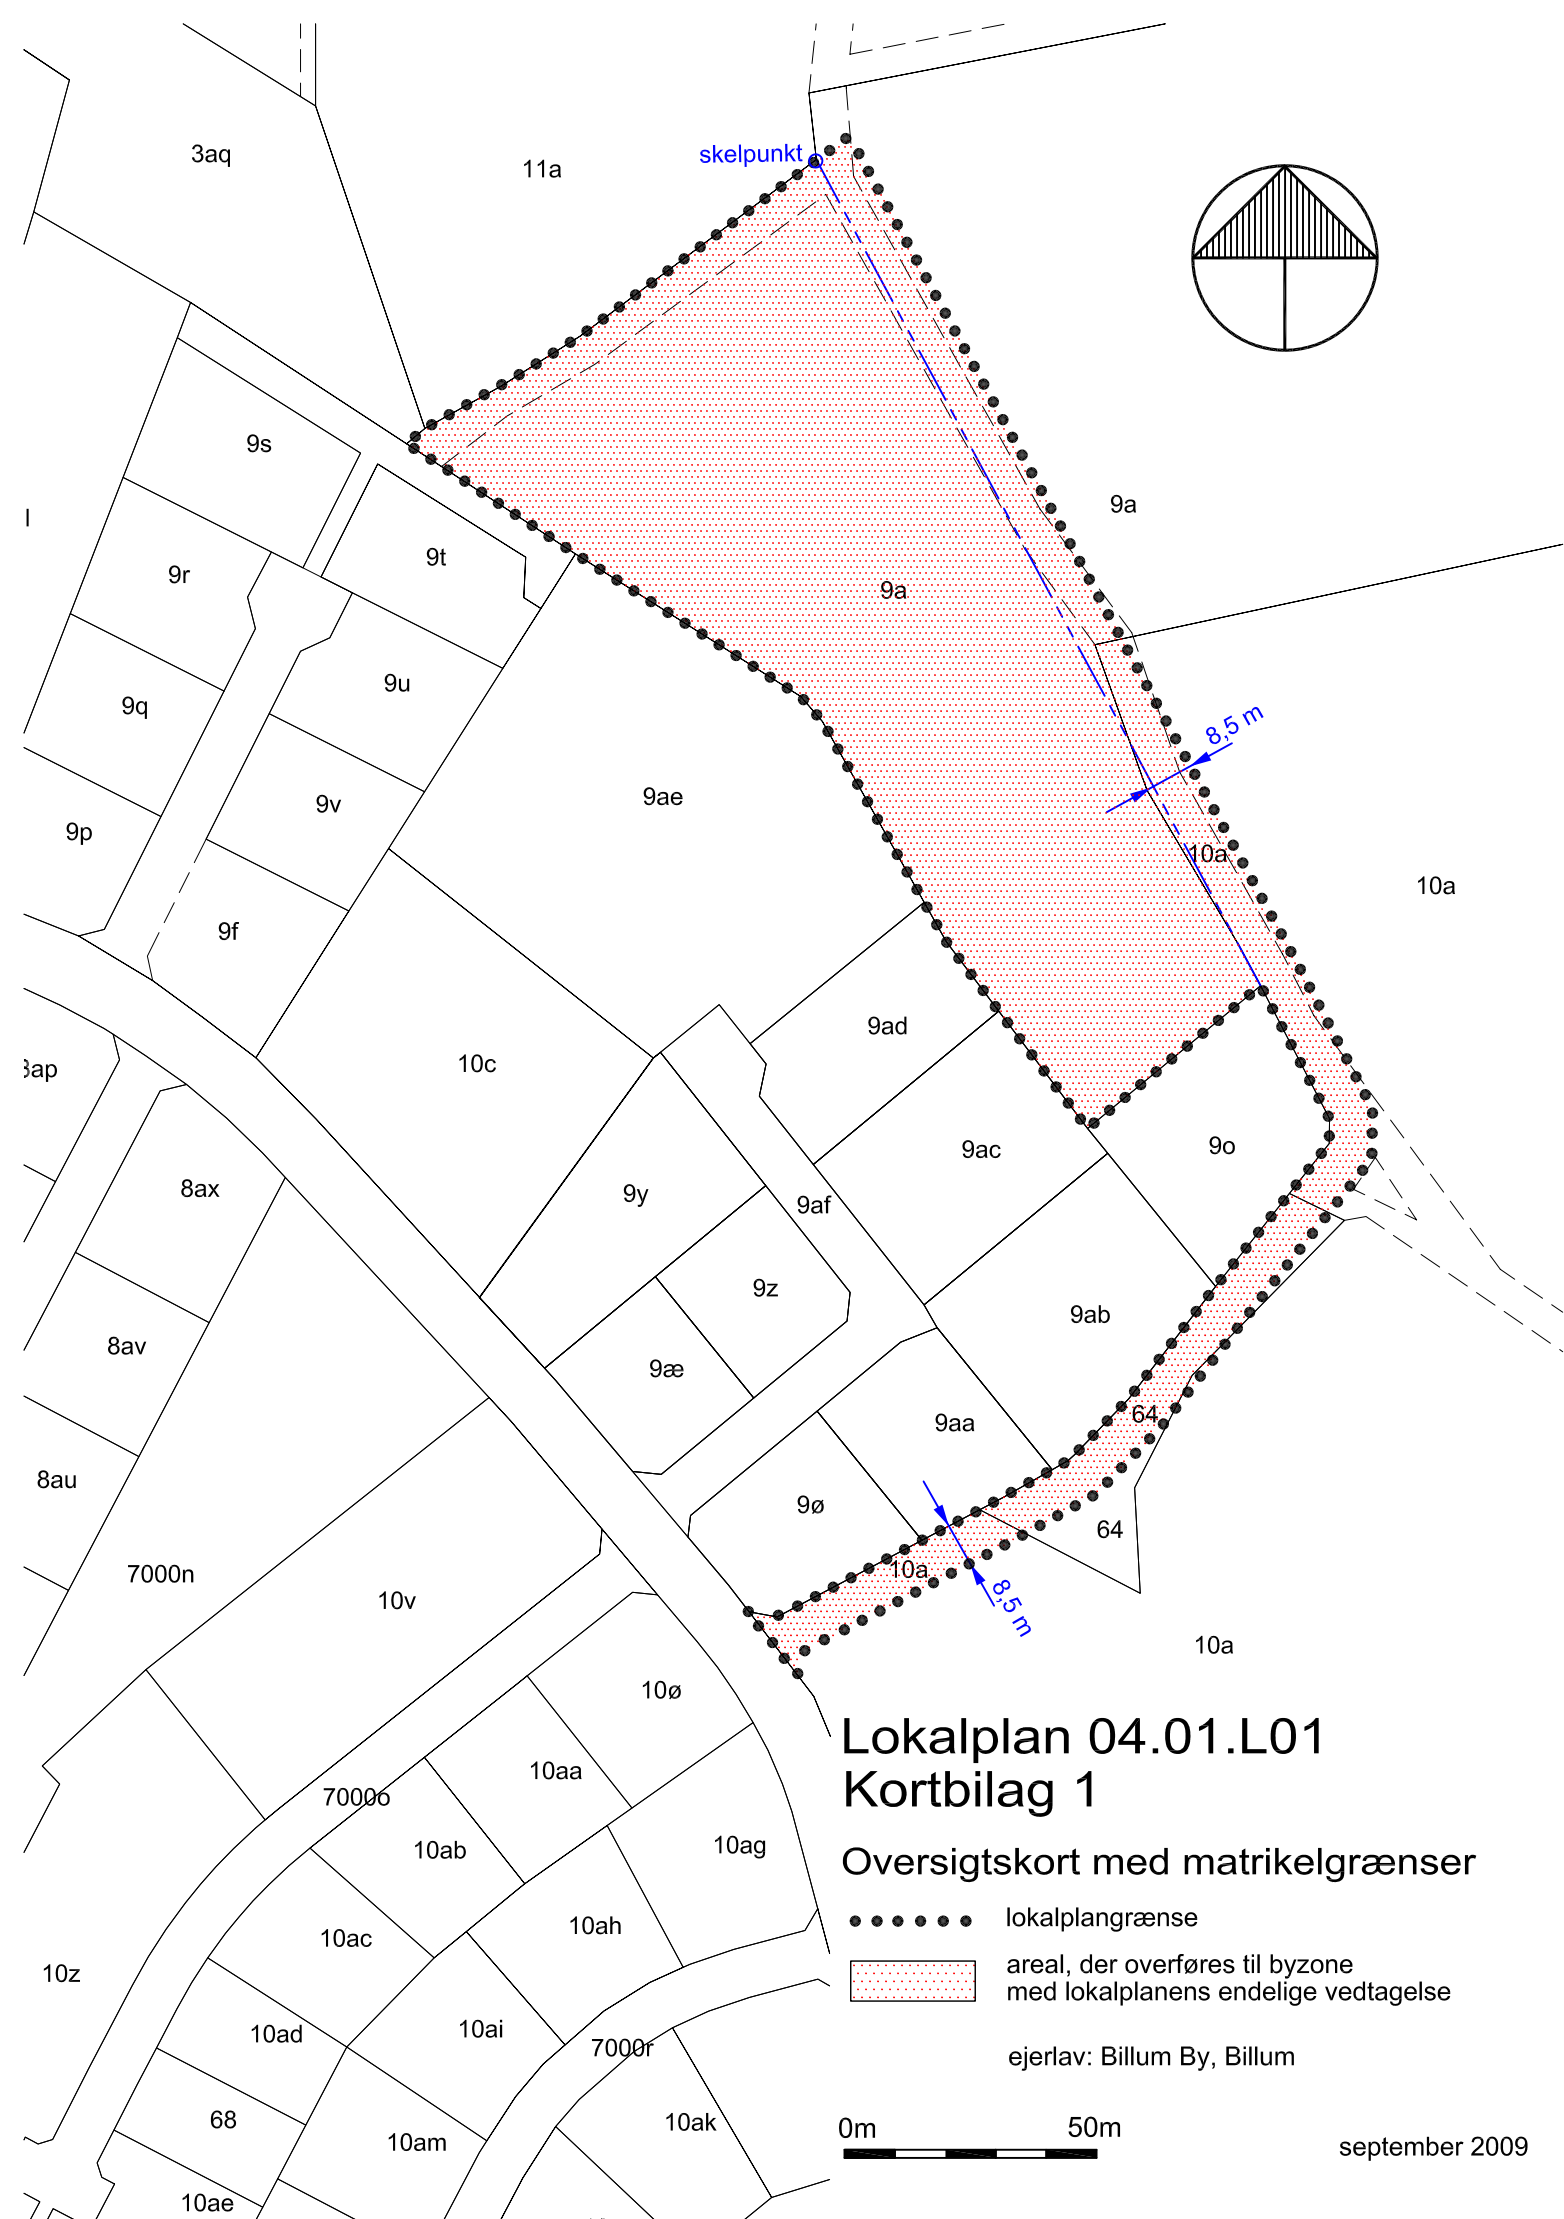 3aq
11a
skelpunkt
9s
9t
9a
l
9r
9a
9u
9q
8,5 m
9v
9ae
9p
10a
10a
9f
9ad
10c
8ap
9ac
9o
8ax
9y
9af
9z
9ab
8av
9æ
64
9aa
8au
9ø
64
7000n
10a
8,5 m
10v
10a
10ø
Lokalplan 04.01.L01
Kortbilag 1
10aa
7000o
10ab
10ag
Oversigtskort med matrikelgrænser
lokalplangrænse
10ac
10ah
areal, der overføres til byzone
med lokalplanens endelige vedtagelse
10z
10ad
10ai
7000r
ejerlav: Billum By, Billum
68
10ak
0m
50m
10am
september 2009
10ae